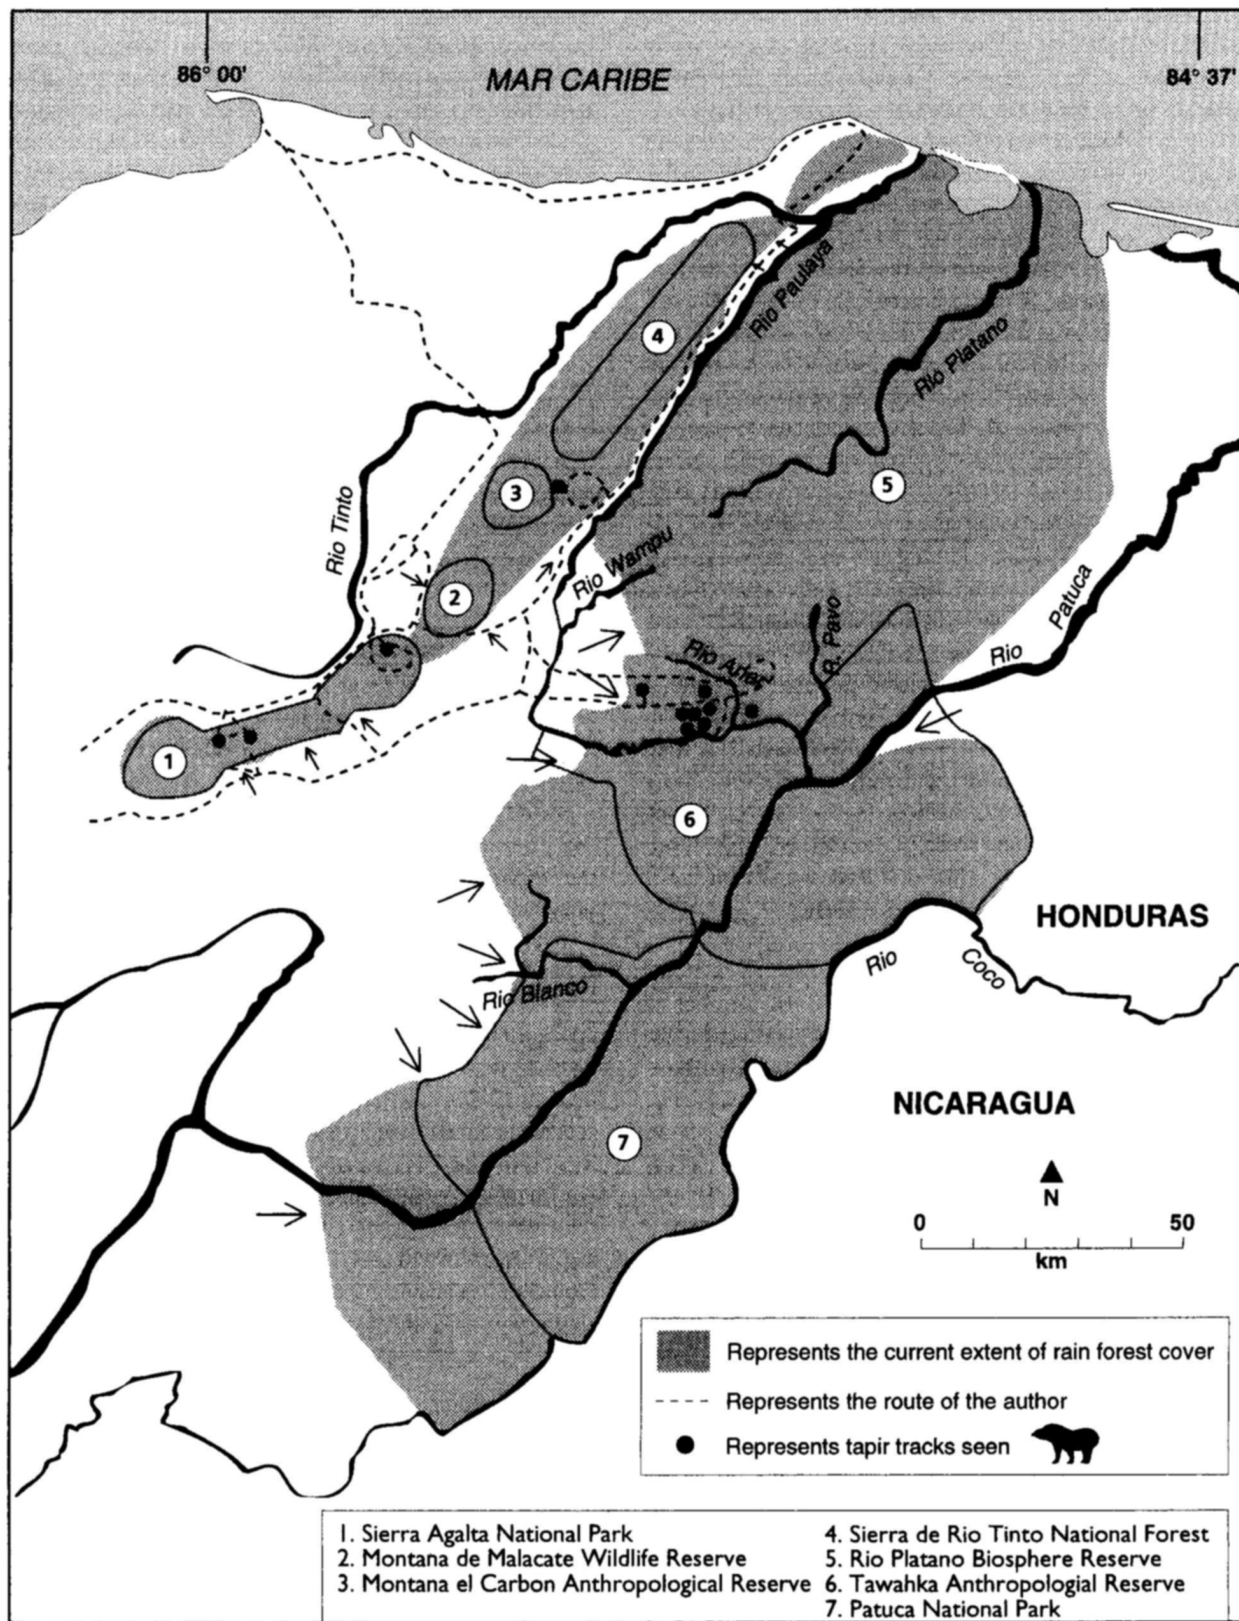 86° 00'
MAR CARIBE
84° 37'
Rio Paulaya
4
Rio Platano
3
5
Rio Tinto
Rio Wampu
2
Patuca
Rio
R. Pavo
Rio Aner
1
6
HONDURAS
Rio
Coco
Rio Blanco
NICARAGUA
7
N
0
50
km
Represents the current extent of rain forest cover
Represents the route of the author
Represents tapir tracks seen
1. Sierra Agalta National Park
2. Montana de Malacate Wildlife Reserve
3. Montana el Carbon Anthropological Reserve
4. Sierra de Rio Tinto National Forest
5. Rio Platano Biosphere Reserve
6. Tawahka Anthropologial Reserve
7. Patuca National Park